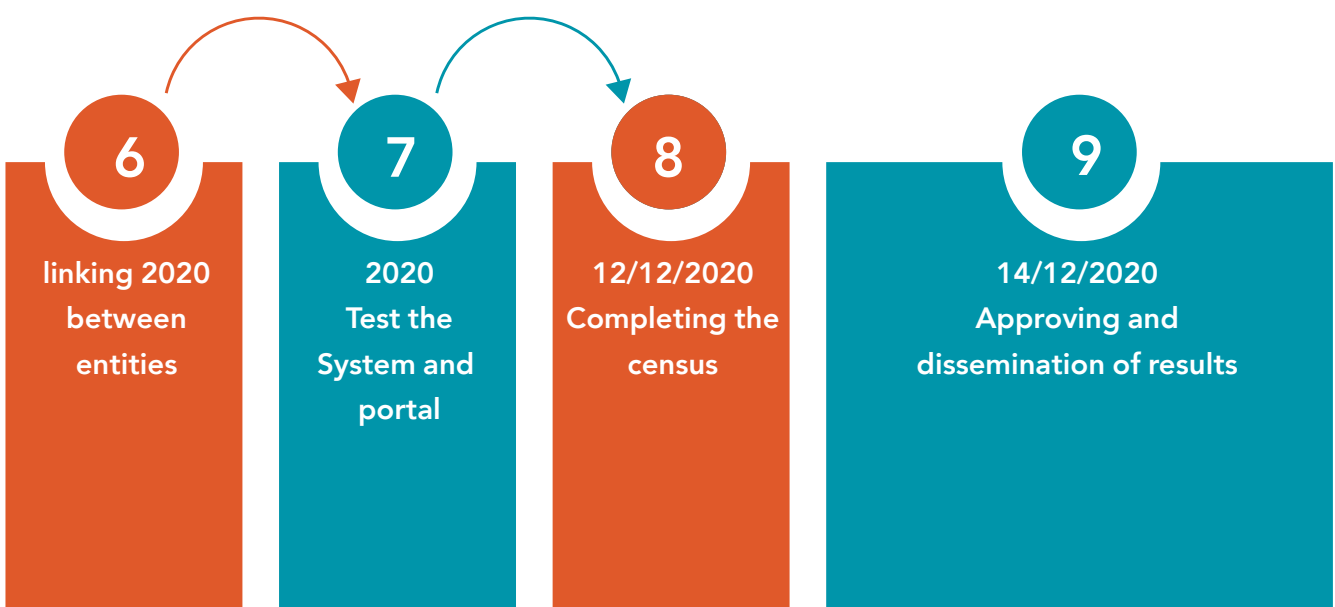 6
linking 2020
between
entities
7
2020
Test the
System and
portal
8
12/12/2020
Completing the
census
9
14/12/2020
Approving and
dissemination of results